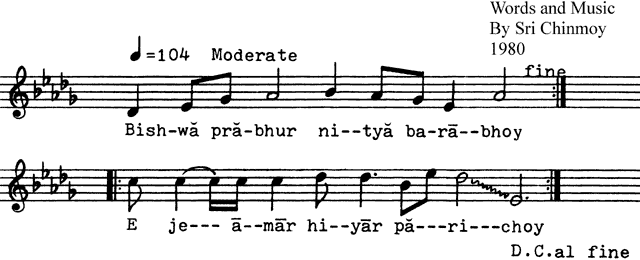 Words and Music
By Sri Chinmoy
1980
♩=104 Moderate
fine
Bish-wă pră-bhur ni--tyă ba-rā--bhoy
E je--- ā--mār hi--yār pă---ri---choy
D.C.al fine